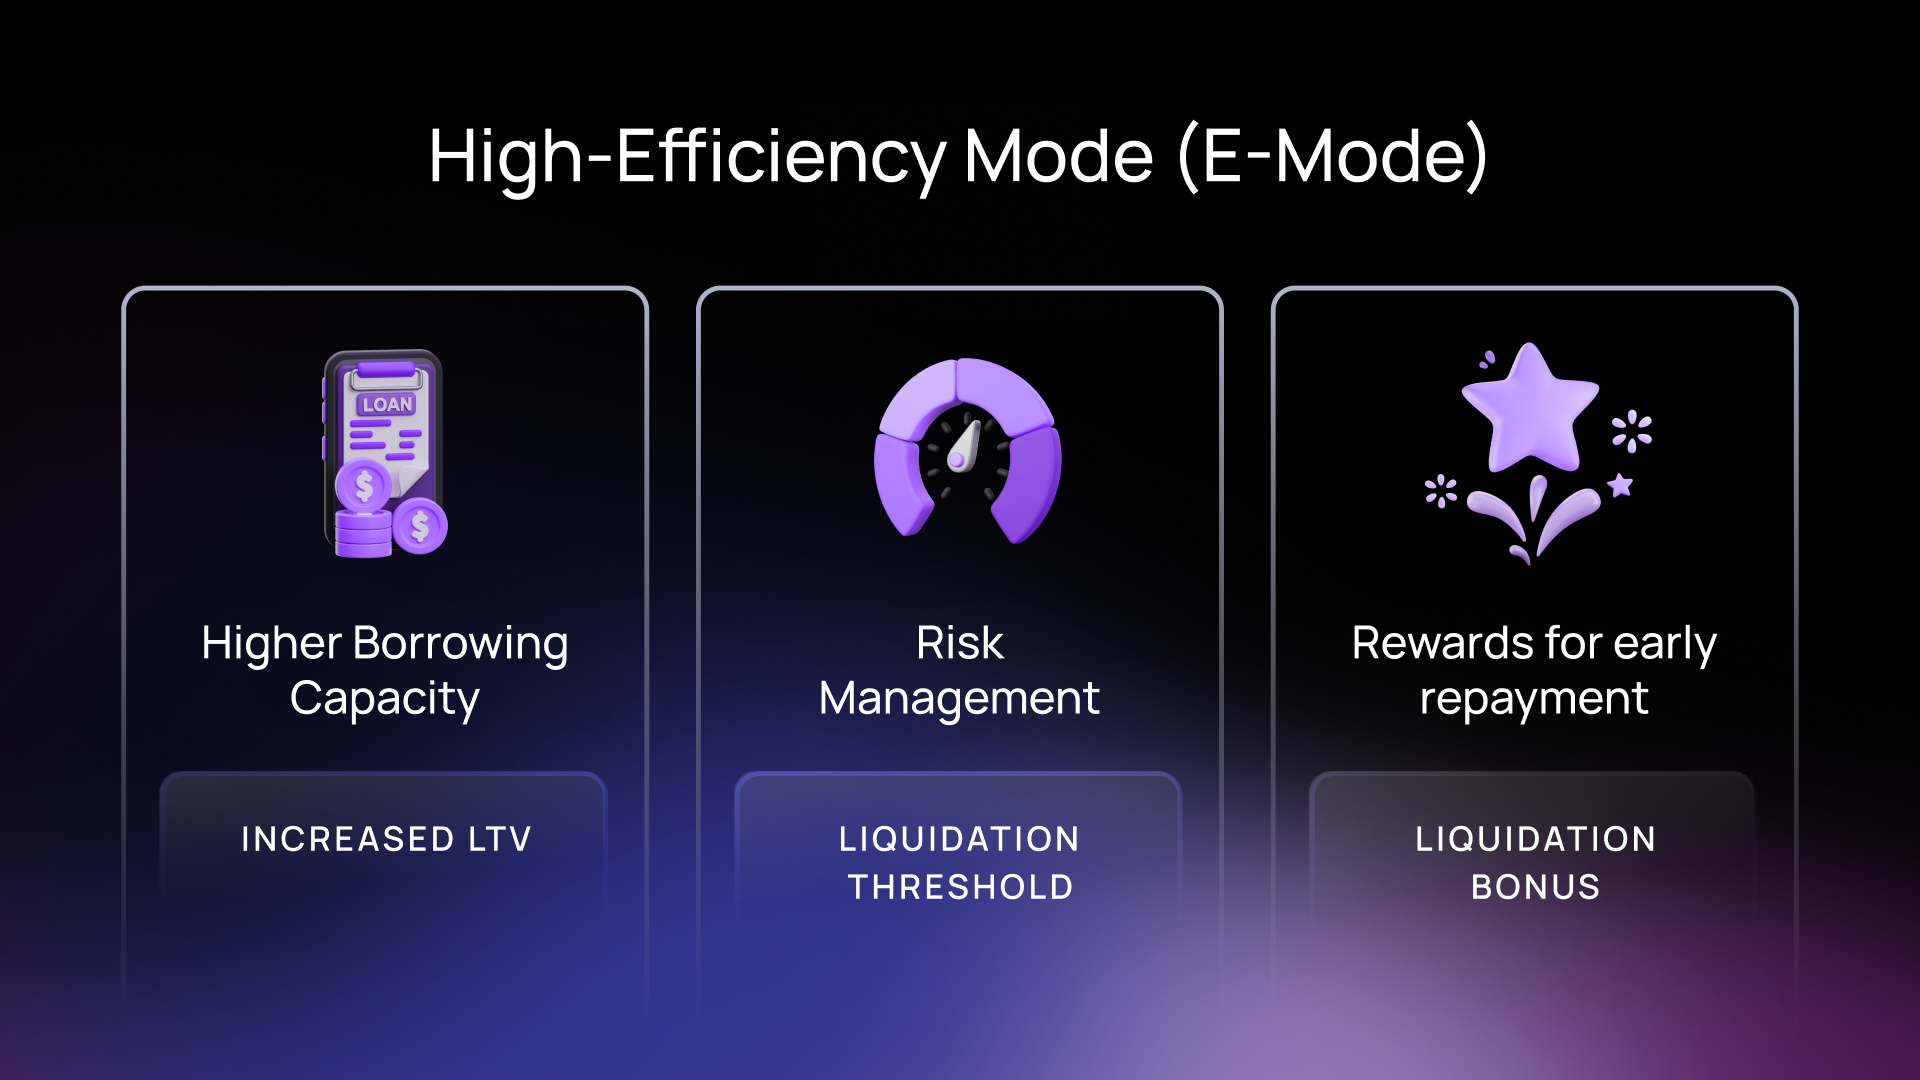 High-Efficiency Mode (E-Mode)
LOAN
$
$
Higher Borrowing
Capacity
INCREASED LTV
Risk
Management
LIQUIDATION
THRESHOLD
Rewards for early
repayment
LIQUIDATION
BONUS